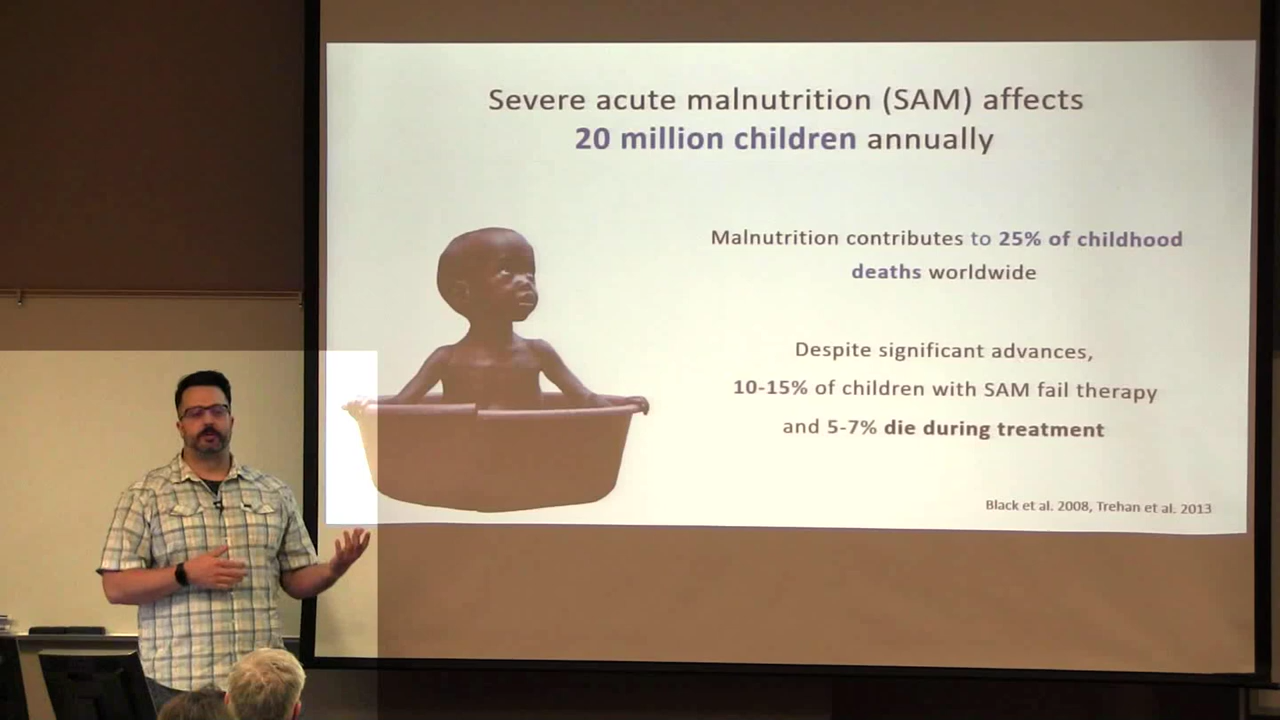 Severe acute malnutrition (SAM) affects
20 million children annually
Malnutrition contributes to 25% of childhood
deaths worldwide
Despite significant advances,
10-15% of children with SAM fail therapy
and 5-7% die during treatment
Black et al. 2008, Trehan et al. 2013